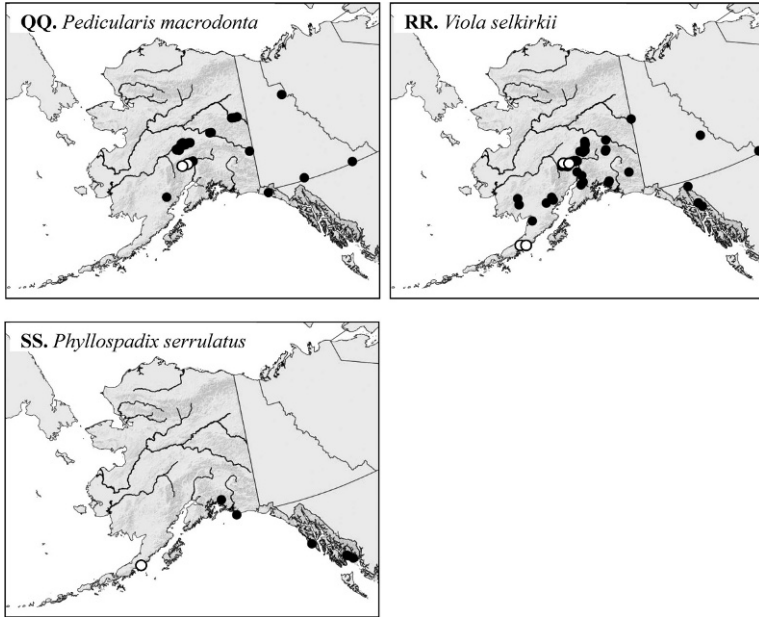 QQ. Pedicularis macrodonta
RR. Viola selkirkii
SS. Phyllospadix serrulatus